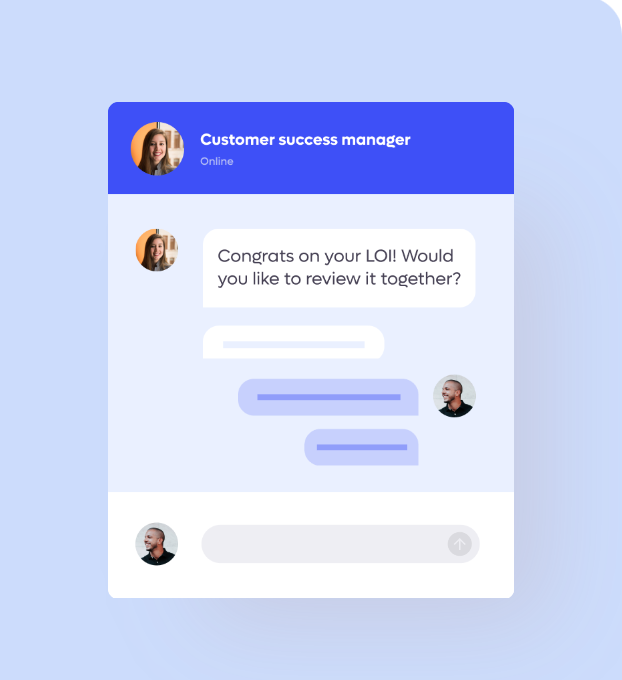 Customer success manager
Online
Congrats on your LOI! Would
you like to review it together?